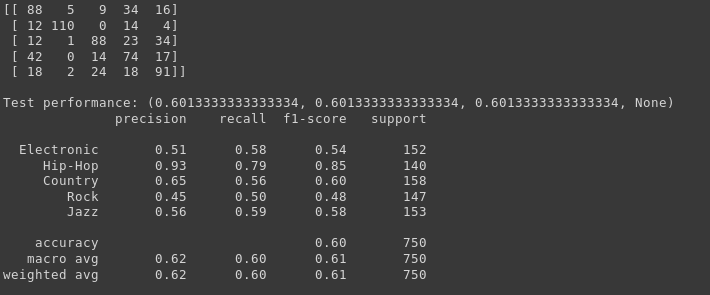 [[ 88 5 9 34 16]
[ 12 110 0 14 4]
[ 12 1 88 23 34]
[ 42 0 14 74 17]
[ 18 2 24 18 91]]
Test performance: (0.6013333333333334, 0.6013333333333334, 0.6013333333333334, None)
precision recall f1-score support
Electronic 0.51 0.58 0.54 152
Hip-Hop 0.93 0.79 0.85 140
Country 0.65 0.56 0.60 158
Rock 0.45 0.50 0.48 147
Jazz 0.56 0.59 0.58 153
accuracy 0.60 750
macro avg 0.62 0.60 0.61 750
weighted avg 0.62 0.60 0.61 750